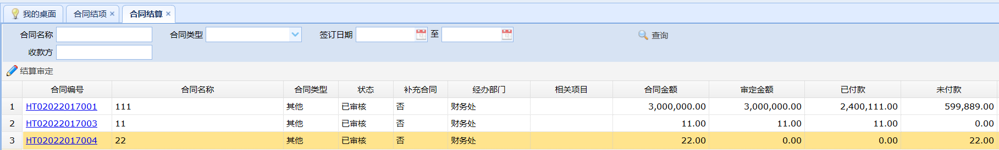 我的桌面 合同结项 合同结算
合同名称 合同类型 签订日期 至 查询
收款方
结算审定
合同编号 合同名称 合同类型 状态 补充合同 经办部门 相关项目 合同金额 审定金额 已付款 未付款
1 HT02022017001 111 其他 已审核 否 财务处 3,000,000.00 3,000,000.00 2,400,111.00 599,889.00
2 HT02022017003 11 其他 已审核 否 财务处 11.00 11.00 11.00 0.00
3 HT02022017004 22 其他 已审核 否 财务处 22.00 0.00 0.00 22.00